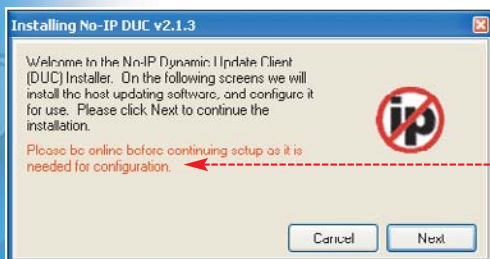 Installing No-IP DUC v2.1.3
Welcome to the No-IP Dynamic Update Client
(DUC) Installer. On the following screens we will
install the host updating software, and configure it
for use. Please click Next to continue the
installation.
ip
Please be online before continuing setup as it is
needed for configuration.
Cancel
Next